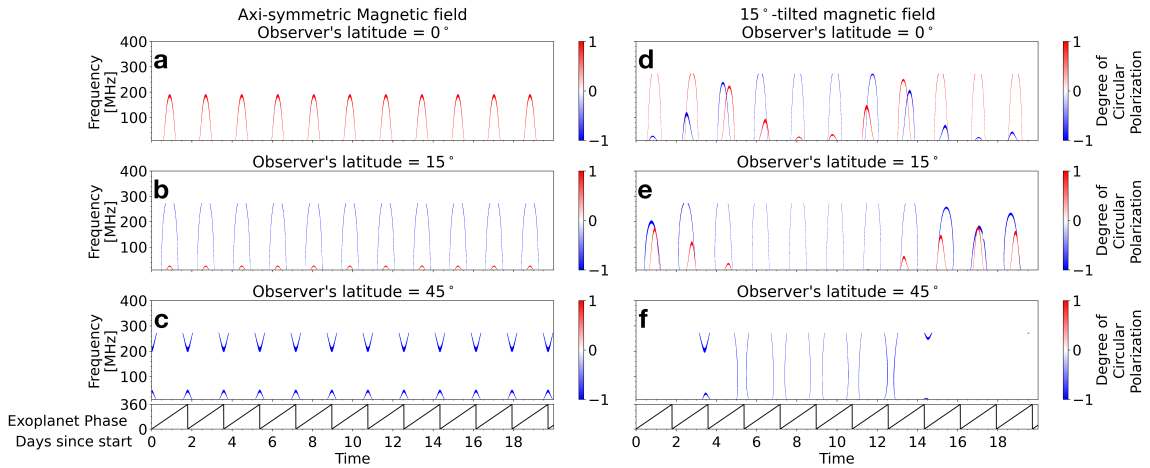 Axi-symmetric Magnetic field
Observer's latitude = 0°
15°-tilted magnetic field
Observer's latitude = 0°
a
400
300
200
100
Frequency
[MHz]
1
0
−1
d
1
0
−1
Degree of
Circular
Polarization
Observer's latitude = 15°
b
400
300
200
100
Frequency
[MHz]
1
0
−1
Observer's latitude = 15°
e
1
0
−1
Degree of
Circular
Polarization
Observer's latitude = 45°
c
400
300
200
100
Frequency
[MHz]
1
0
−1
Observer's latitude = 45°
f
1
0
−1
Degree of
Circular
Polarization
360
Exoplanet Phase
0
Days since start
0 2 4 6 8 10 12 14 16 18
Time
0 2 4 6 8 10 12 14 16 18
Time